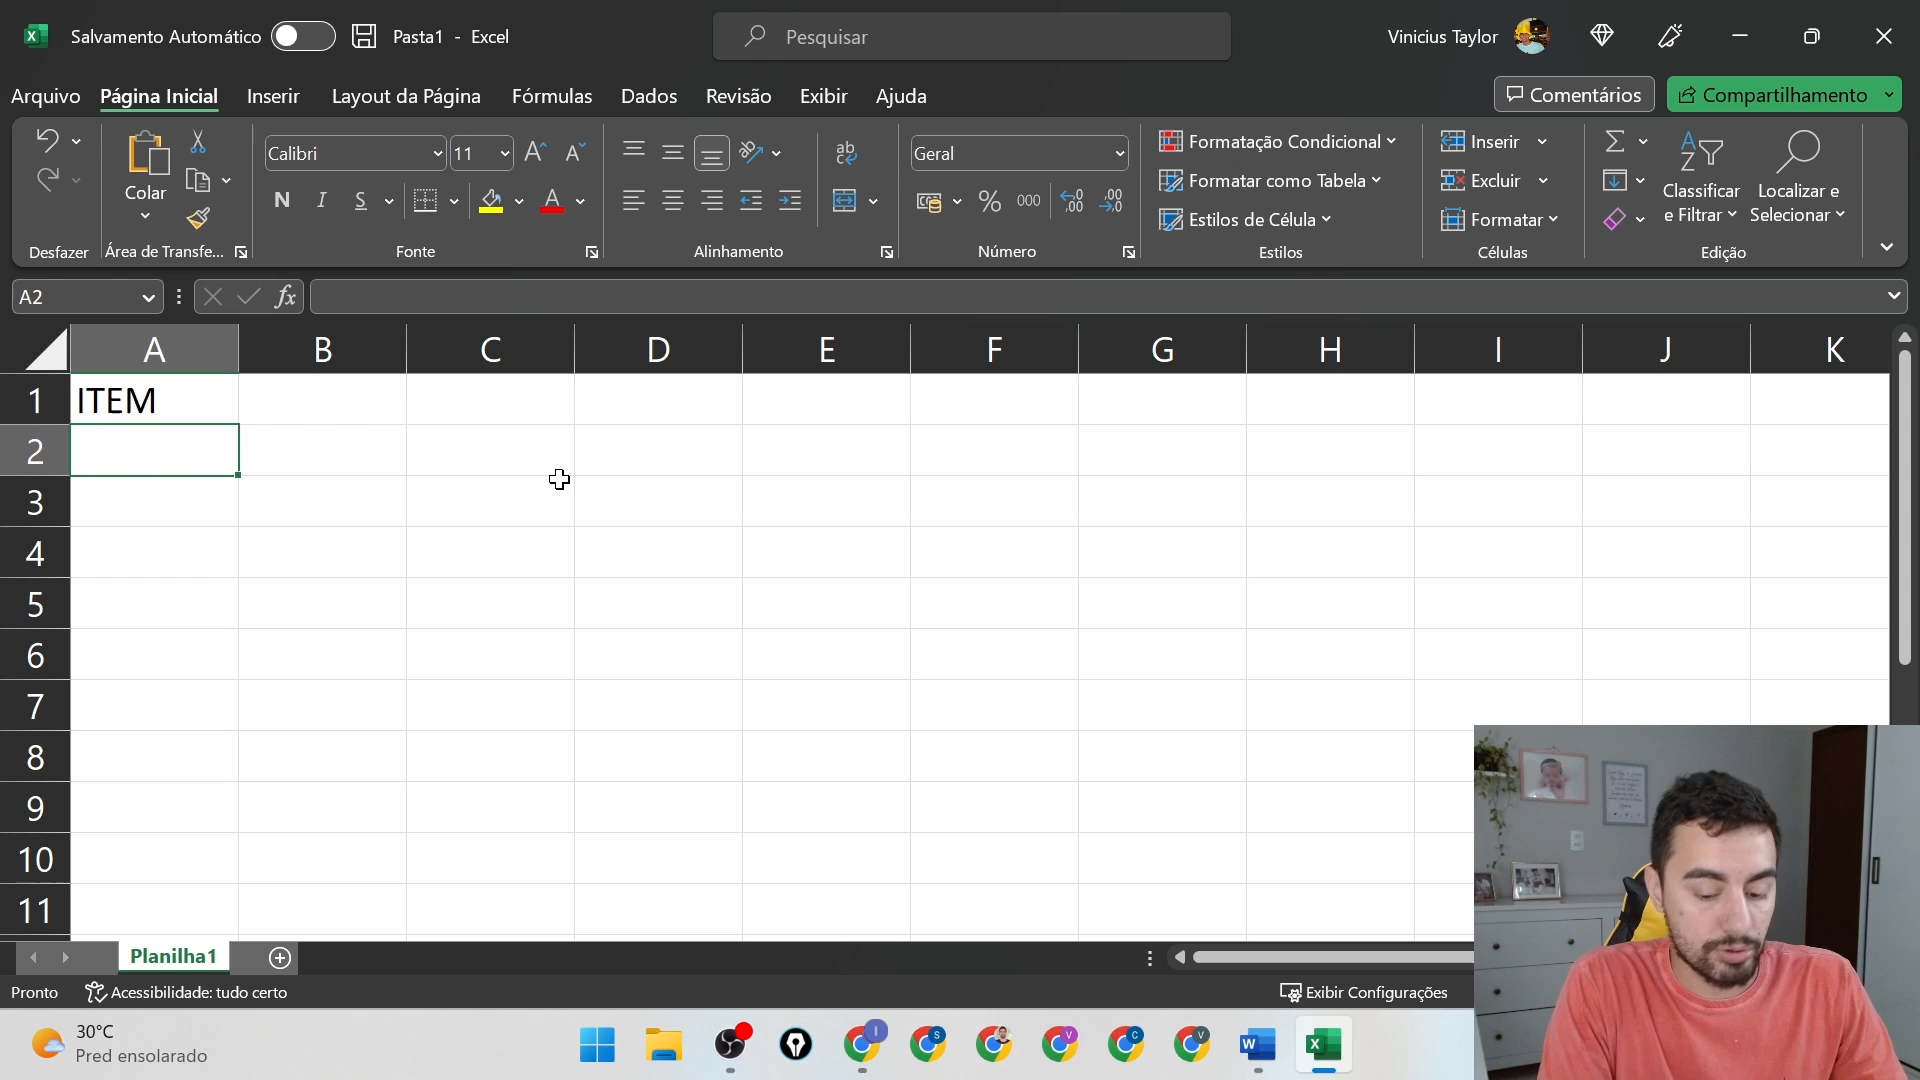 Salvamento Automático
Pasta1 - Excel
Pesquisar
Vinicius Taylor
Arquivo Página Inicial Inserir Layout da Página Fórmulas Dados Revisão Exibir Ajuda
Comentários
Compartilhamento
Colar
Desfazer
Área de Transfe...
Calibri
11
N I S
A
Fonte
ab
Alinhamento
Geral
% 000
Número
Formatação Condicional
Formatar como Tabela
Estilos de Célula
Estilos
Inserir
Excluir
Formatar
Células
Classificar
e Filtrar
Localizar e
Selecionar
Edição
A2
fx
A B C D E F G H I J K
1 ITEM
2
3
4
5
6
7
8
9
10
11
Planilha1
Pronto
Acessibilidade: tudo certo
Exibir Configurações
30°C
Pred ensolarado